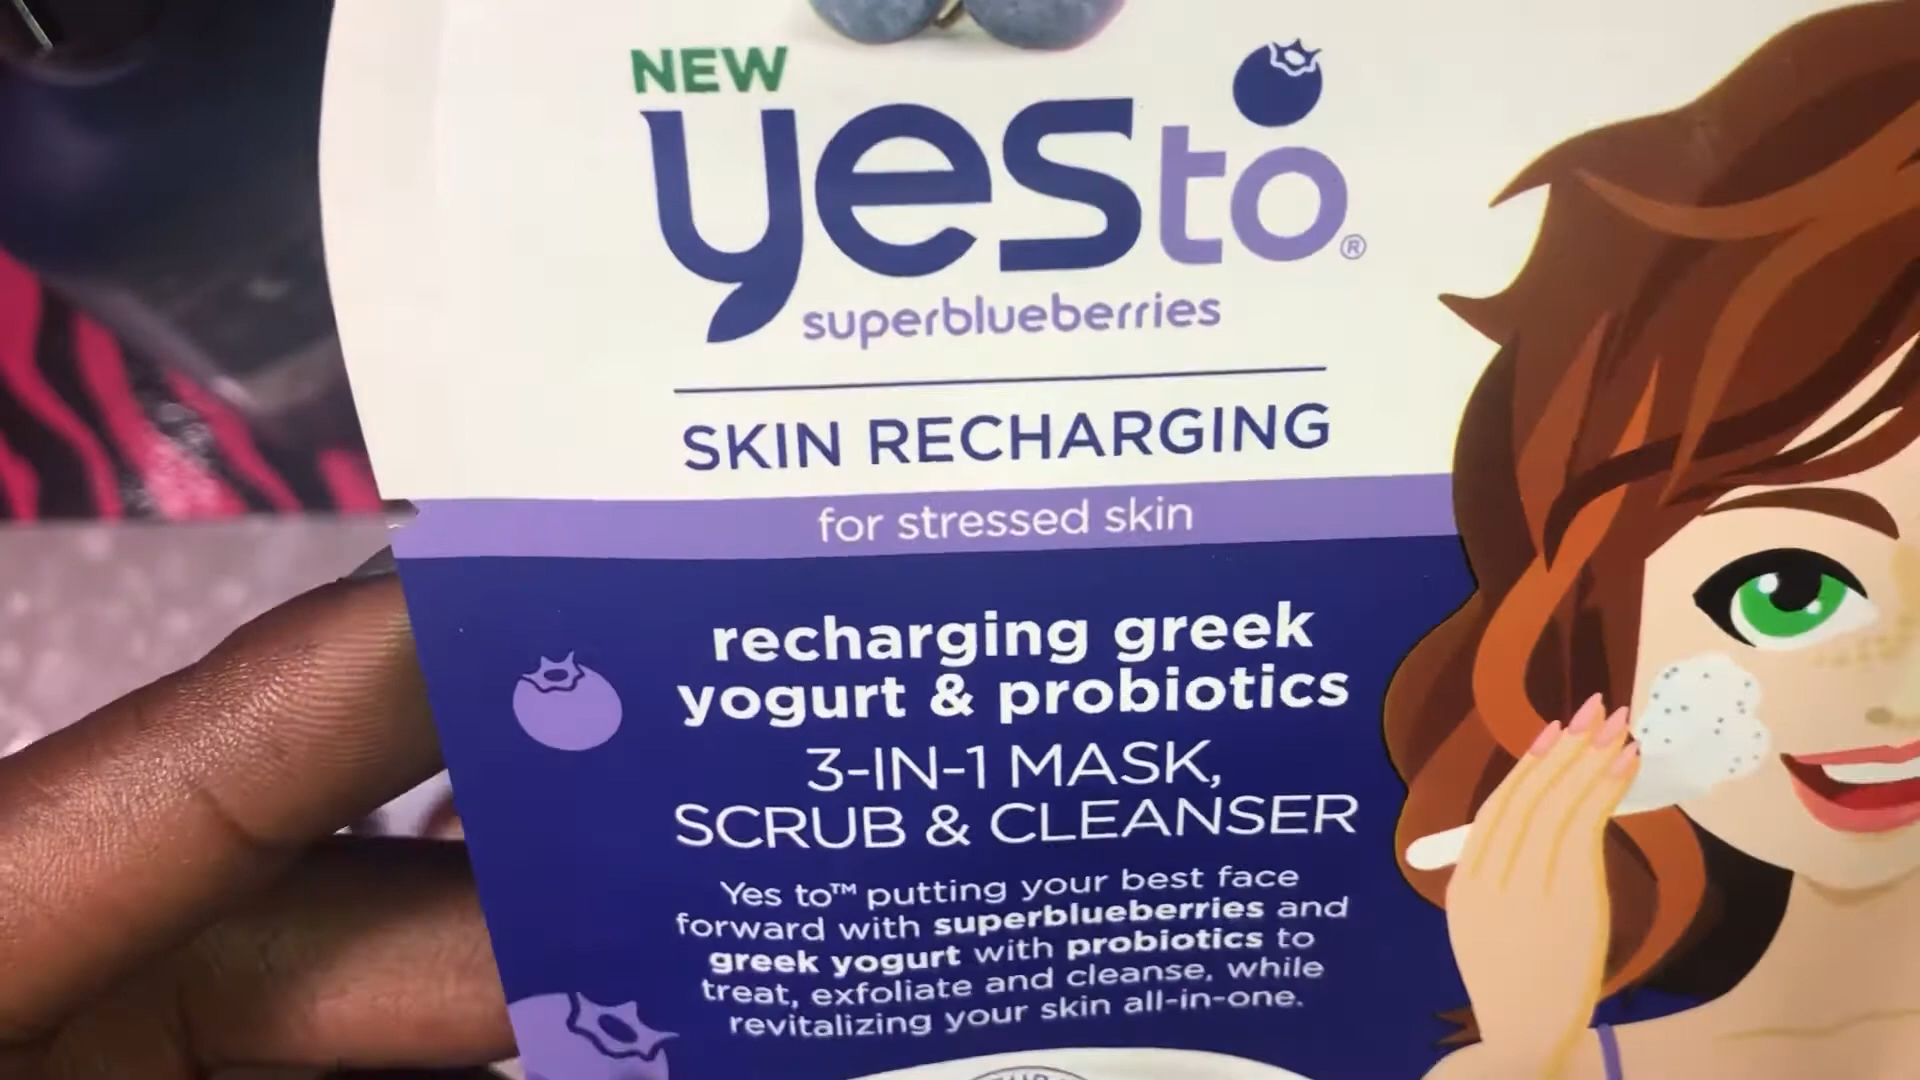 NEW
yesto®
superblueberries
SKIN RECHARGING
for stressed skin
recharging greek
yogurt & probiotics
3-IN-1 MASK,
SCRUB & CLEANSER
Yes to™ putting your best face
forward with superblueberries and
greek yogurt with probiotics to
treat, exfoliate and cleanse, while
revitalizing your skin all-in-one.